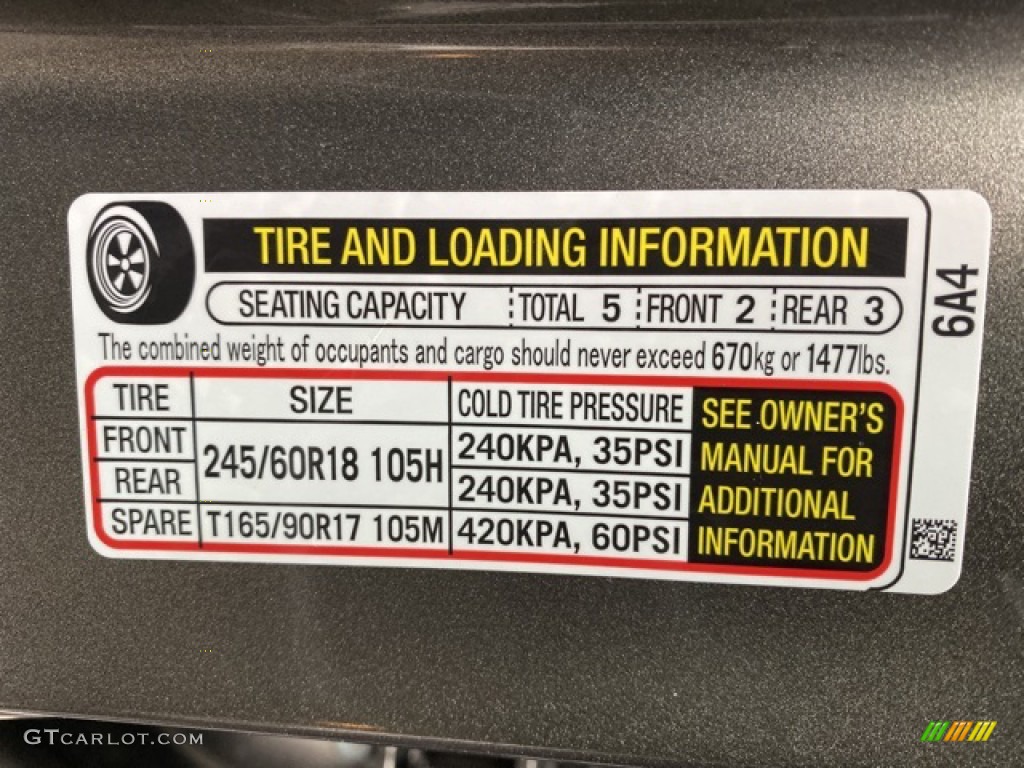 TIRE AND LOADING INFORMATION
SEATING CAPACITY TOTAL 5 FRONT 2 REAR 3
The combined weight of occupants and cargo should never exceed 670kg or 1477lbs.
TIRE SIZE COLD TIRE PRESSURE
FRONT 245/60R18 105H 240KPA, 35PSI
REAR 240KPA, 35PSI
SPARE T165/90R17 105M 420KPA, 60PSI
SEE OWNER'S
MANUAL FOR
ADDITIONAL
INFORMATION
6A4
GTCARLOT.COM